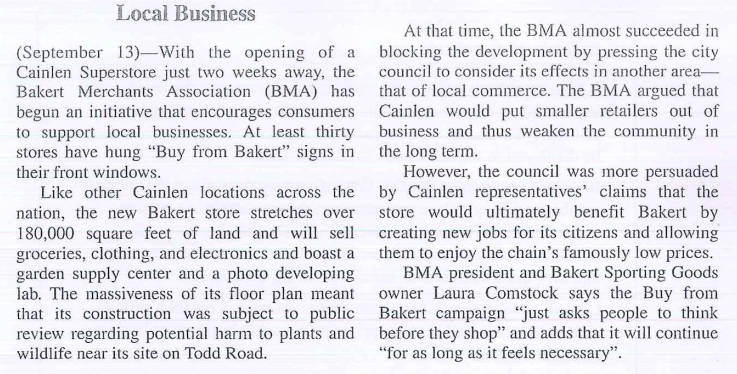 Local Business
(September 13)—With the opening of a
Cainlen Superstore just two weeks away, the
Bakert Merchants Association (BMA) has
begun an initiative that encourages consumers
to support local businesses. At least thirty
stores have hung “Buy from Bakert” signs in
their front windows.
Like other Cainlen locations across the
nation, the new Bakert store stretches over
180,000 square feet of land and will sell
groceries, clothing, and electronics and boast a
garden supply center and a photo developing
lab. The massiveness of its floor plan meant
that its construction was subject to public
review regarding potential harm to plants and
wildlife near its site on Todd Road.
At that time, the BMA almost succeeded in
blocking the development by pressing the city
council to consider its effects in another area—
that of local commerce. The BMA argued that
Cainlen would put smaller retailers out of
business and thus weaken the community in
the long term.
However, the council was more persuaded
by Cainlen representatives’ claims that the
store would ultimately benefit Bakert by
creating new jobs for its citizens and allowing
them to enjoy the chain’s famously low prices.
BMA president and Bakert Sporting Goods
owner Laura Comstock says the Buy from
Bakert campaign “just asks people to think
before they shop” and adds that it will continue
“for as long as it feels necessary”.